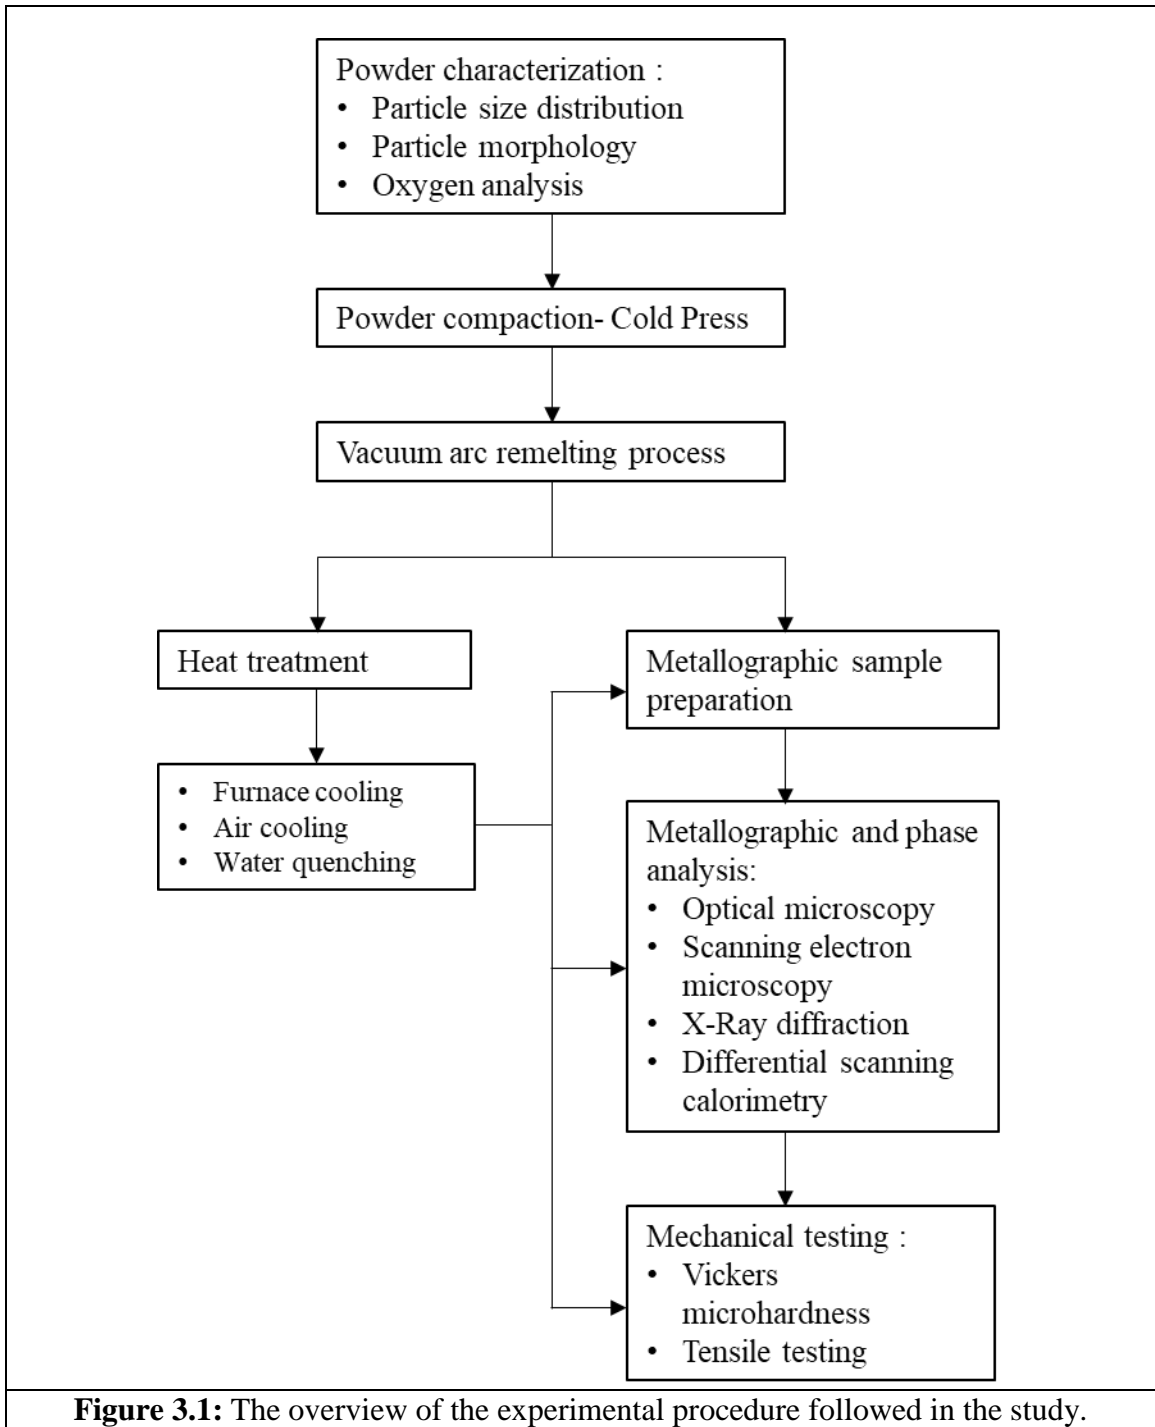 Powder characterization :
• Particle size distribution
• Particle morphology
• Oxygen analysis
Powder compaction- Cold Press
Vacuum arc remelting process
Heat treatment
• Furnace cooling
• Air cooling
• Water quenching
Metallographic sample
preparation
Metallographic and phase
analysis:
• Optical microscopy
• Scanning electron
microscopy
• X-Ray diffraction
• Differential scanning
calorimetry
Mechanical testing :
• Vickers
microhardness
• Tensile testing
Figure 3.1: The overview of the experimental procedure followed in the study.